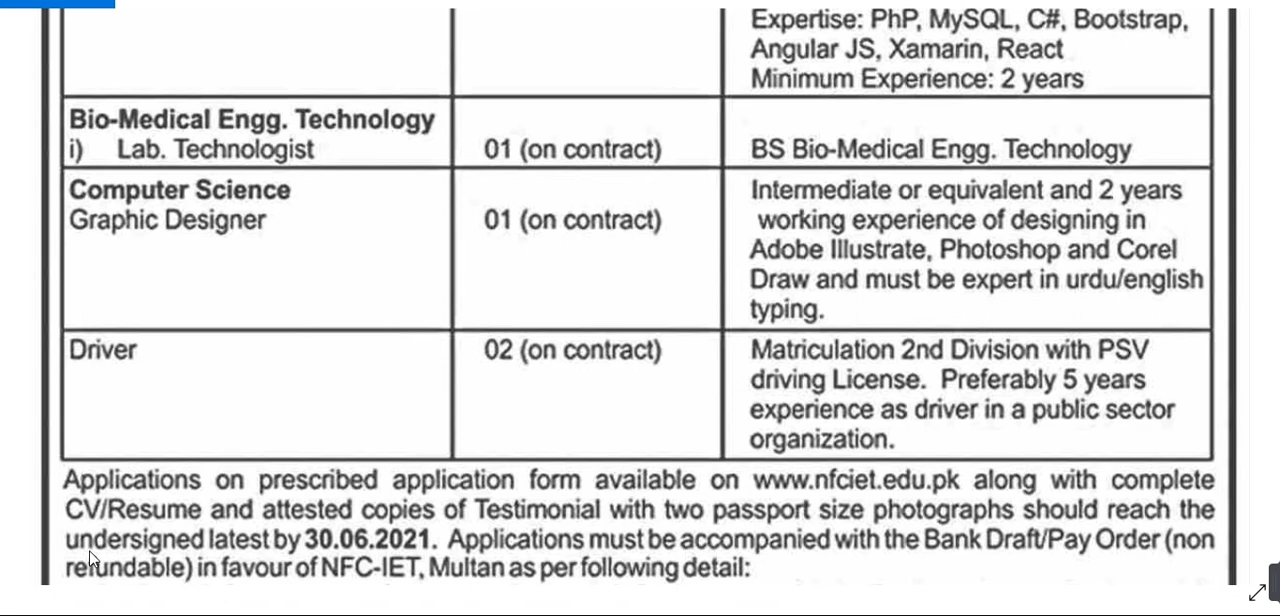 Expertise: PhP, MySQL, C#, Bootstrap,
Angular JS, Xamarin, React
Minimum Experience: 2 years
Bio-Medical Engg. Technology
i) Lab. Technologist 01 (on contract) BS Bio-Medical Engg. Technology
Computer Science
Graphic Designer 01 (on contract)
Intermediate or equivalent and 2 years
working experience of designing in
Adobe Illustrate, Photoshop and Corel
Draw and must be expert in urdu/english
typing.
Driver 02 (on contract)
Matriculation 2nd Division with PSV
driving License. Preferably 5 years
experience as driver in a public sector
organization.
Applications on prescribed application form available on www.nfciet.edu.pk along with complete
CV/Resume and attested copies of Testimonial with two passport size photographs should reach the
undersigned latest by 30.06.2021. Applications must be accompanied with the Bank Draft/Pay Order (non
refundable) in favour of NFC-IET, Multan as per following detail: